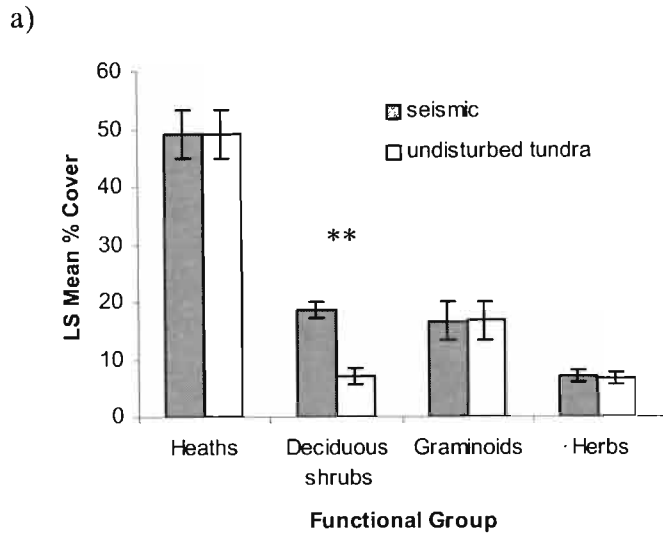 a)
60
50
40
30
20
10
0
LS Mean % Cover
seismic
undisturbed tundra
**
Heaths
Deciduous
shrubs
Graminoids
Herbs
Functional Group